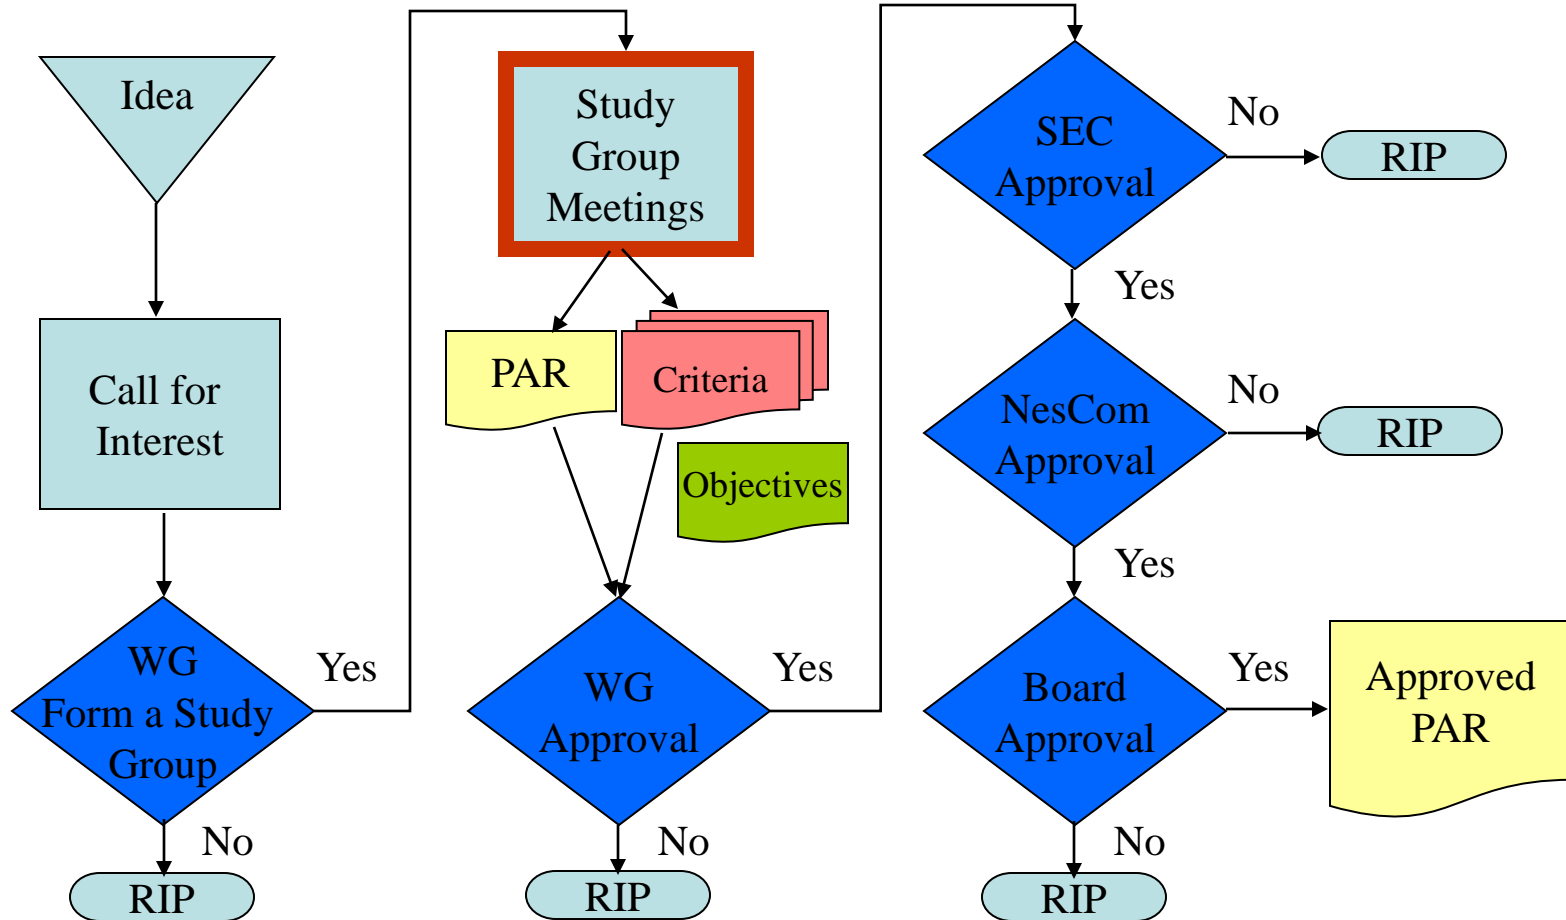 Idea
Call for
Interest
WG
Form a Study
Group
Yes
No
RIP
Study
Group
Meetings
PAR
Criteria
Objectives
WG
Approval
Yes
No
RIP
SEC
Approval
No
RIP
Yes
NesCom
Approval
No
RIP
Yes
Board
Approval
Yes
Approved
PAR
No
RIP